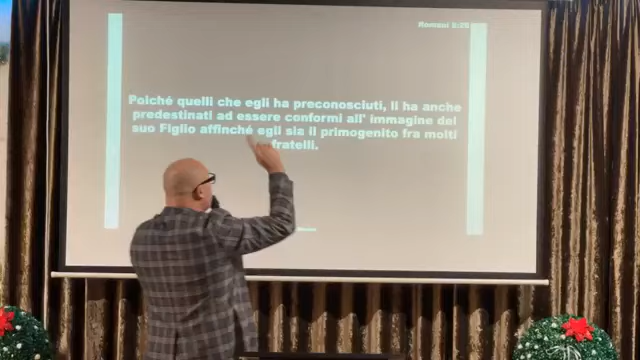 Romani 8:29
Poiché quelli che egli ha preconosciuti, li ha anche
predestinati ad essere conformi all' immagine del
suo Figlio affinché egli sia il primogenito fra molti
fratelli.